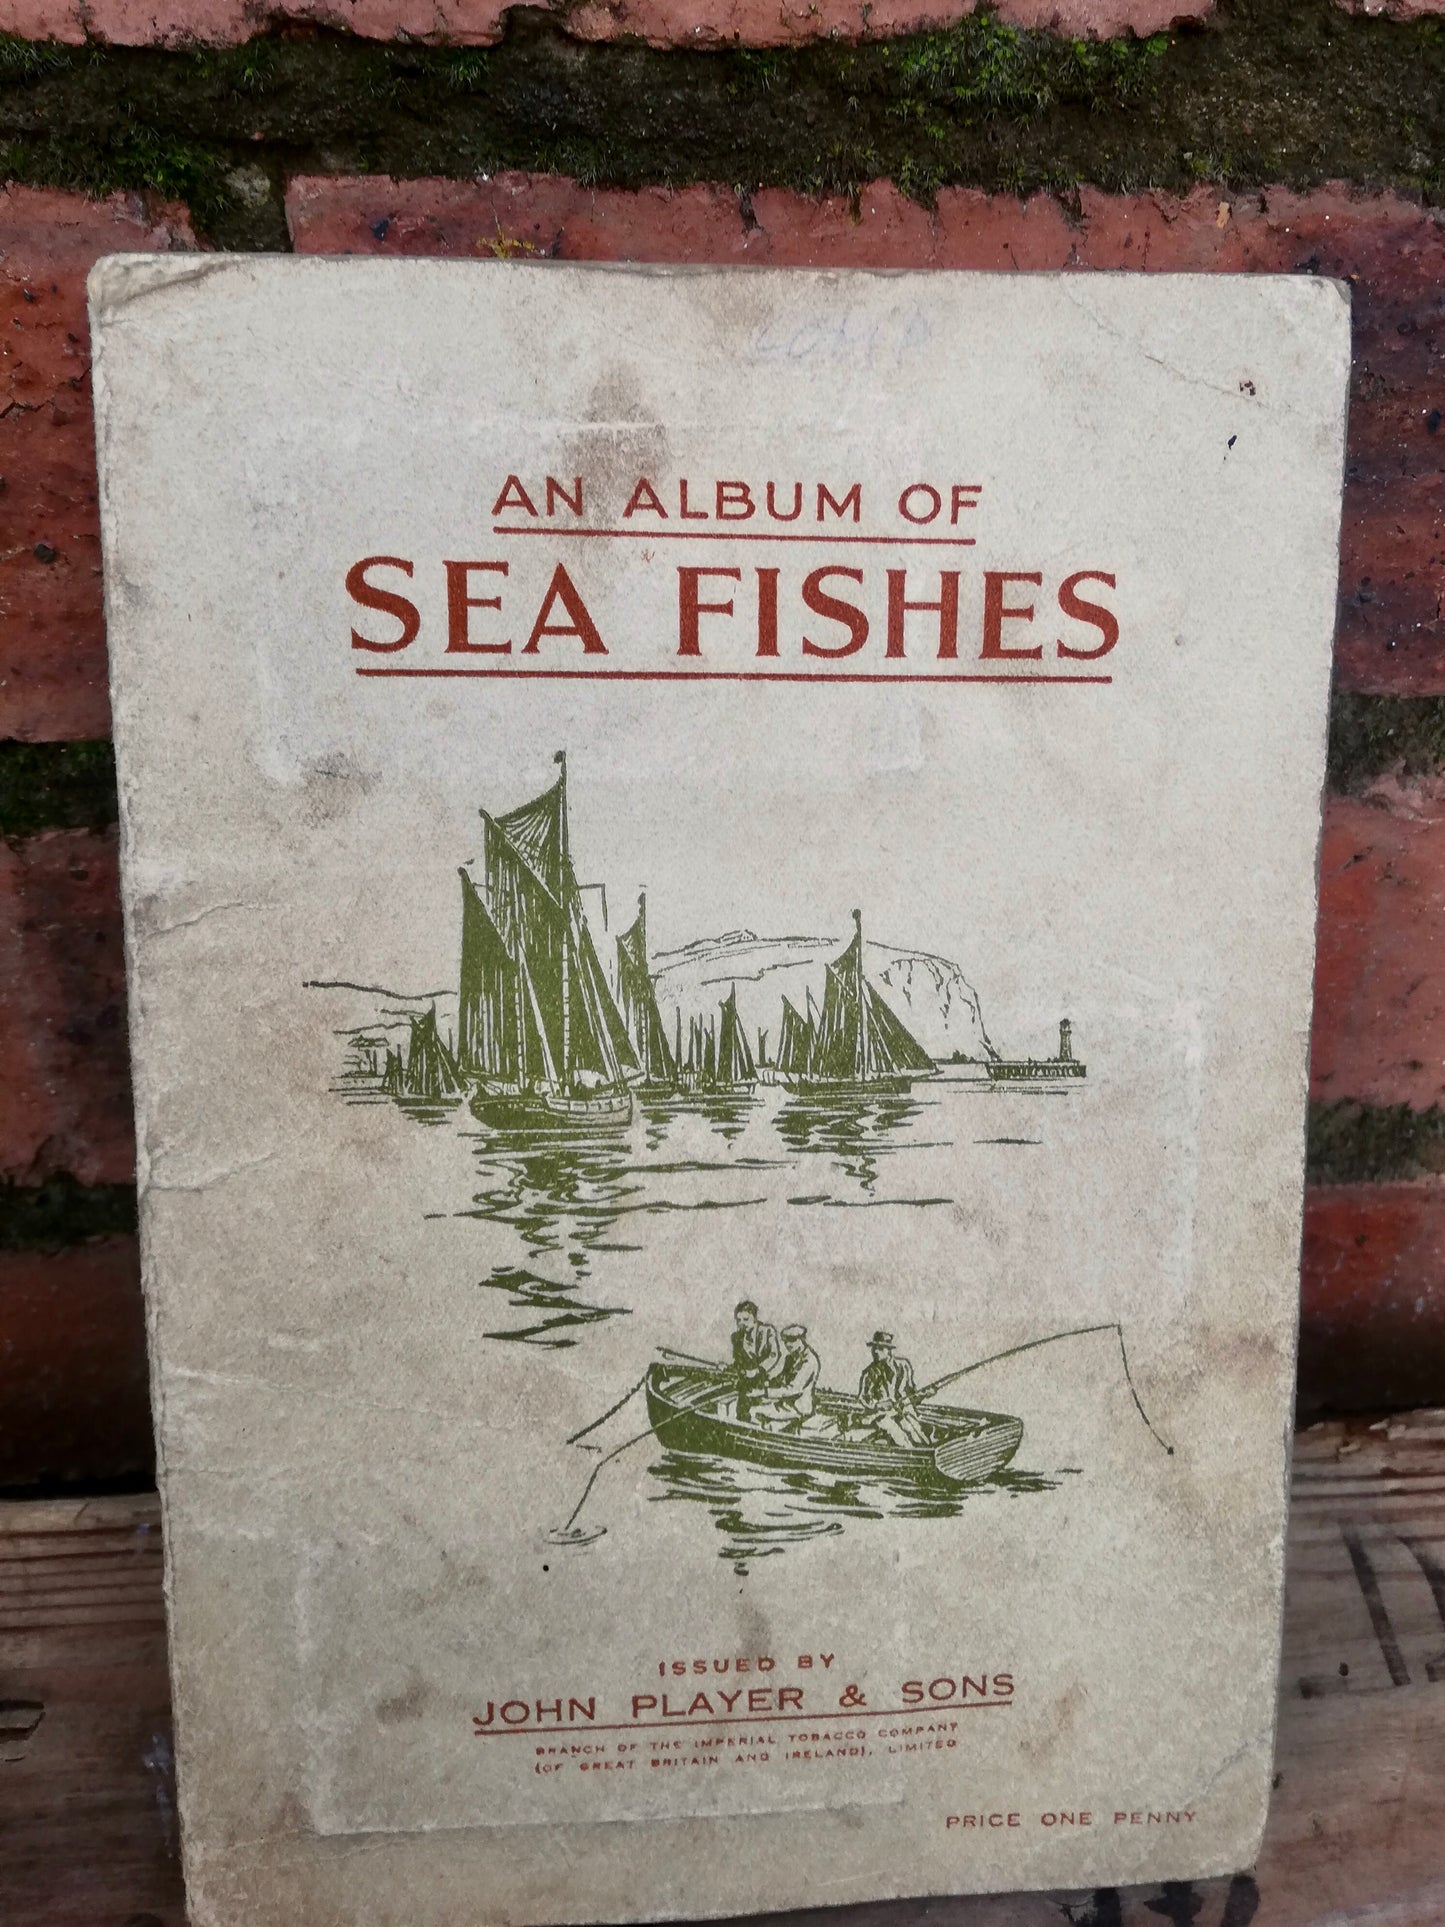 AN ALBUM OF
SEA FISHES
ISSUED BY
JOHN PLAYER & SONS
BRANCH OF THE IMPERIAL TOBACCO COMPANY
(OF GREAT BRITAIN AND IRELAND), LIMITED
PRICE ONE PENNY